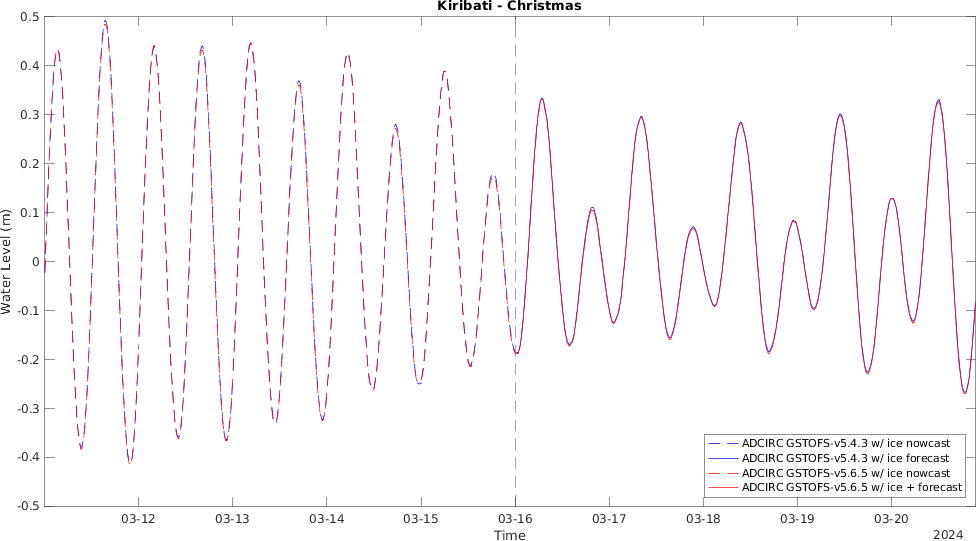 Kiribati - Christmas
0.5
0.4
0.3
0.2
0.1
0
-0.1
-0.2
-0.3
-0.4
-0.5
Water Level (m)
ADCIRC GSTOFS-v5.4.3 w/ ice nowcast
ADCIRC GSTOFS-v5.4.3 w/ ice forecast
ADCIRC GSTOFS-v5.6.5 w/ ice nowcast
ADCIRC GSTOFS-v5.6.5 w/ ice + forecast
03-12 03-13 03-14 03-15 03-16 03-17 03-18 03-19 03-20
Time
2024